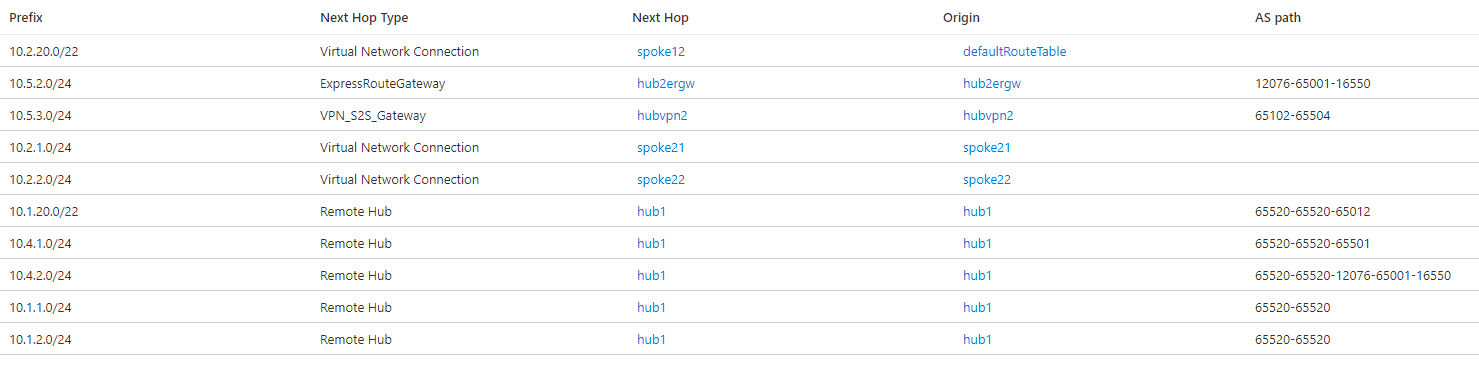 Prefix Next Hop Type Next Hop Origin AS path
10.2.20.0/22 Virtual Network Connection spoke12 defaultRouteTable
10.5.2.0/24 ExpressRouteGateway hub2ergw hub2ergw 12076-65001-16550
10.5.3.0/24 VPN_S2S_Gateway hubvpn2 hubvpn2 65102-65504
10.2.1.0/24 Virtual Network Connection spoke21 spoke21
10.2.2.0/24 Virtual Network Connection spoke22 spoke22
10.1.20.0/22 Remote Hub hub1 hub1 65520-65520-65012
10.4.1.0/24 Remote Hub hub1 hub1 65520-65520-65501
10.4.2.0/24 Remote Hub hub1 hub1 65520-65520-12076-65001-16550
10.1.1.0/24 Remote Hub hub1 hub1 65520-65520
10.1.2.0/24 Remote Hub hub1 hub1 65520-65520